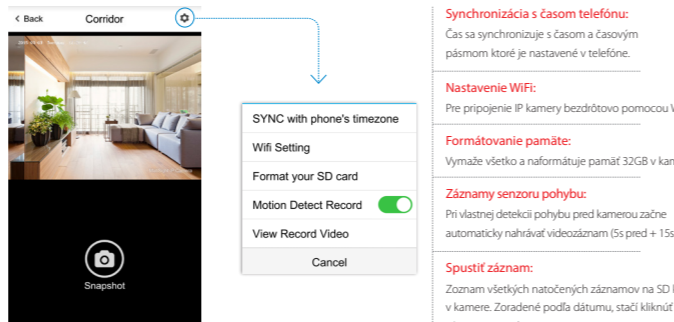 < Back Corridor
Snapshot
SYNC with phone's timezone
Wifi Setting
Format your SD card
Motion Detect Record
View Record Video
Cancel
Synchronizácia s časom telefónu:
Čas sa synchronizuje s časom a časovým
pásmom ktoré je nastavené v telefóne.
Nastavenie WiFi:
Pre pripojenie IP kamery bezdrôtovo pomocou
Formátovanie pamäte:
Vymaže všetko a naformátuje pamäť 32GB v
Záznamy senzoru pohybu:
Pri vlastnej detekcii pohybu pred kamerou začne
automaticky nahrávať videozáznam (5s pred + 15s
Spustiť záznam:
Zoznam všetkých natočených záznamov na SD
v kamere. Zoradené podľa dátumu, stačí kliknúť